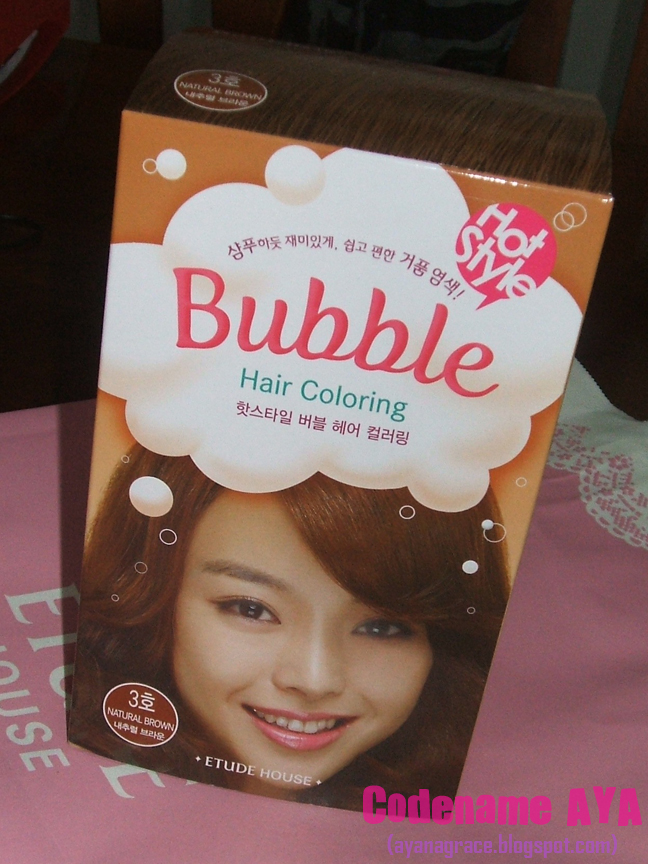 3호
NATURAL BROWN
내추럴 브라운
Hot
Style
샴푸하듯 재미있게, 쉽고 편한 거품 염색!
Bubble
Hair Coloring
핫스타일 버블 헤어 컬러링
3호
NATURAL BROWN
내추럴 브라운
ETUDE HOUSE
HOUSE
Codename AYA
(ayanagrace.blogspot.com)